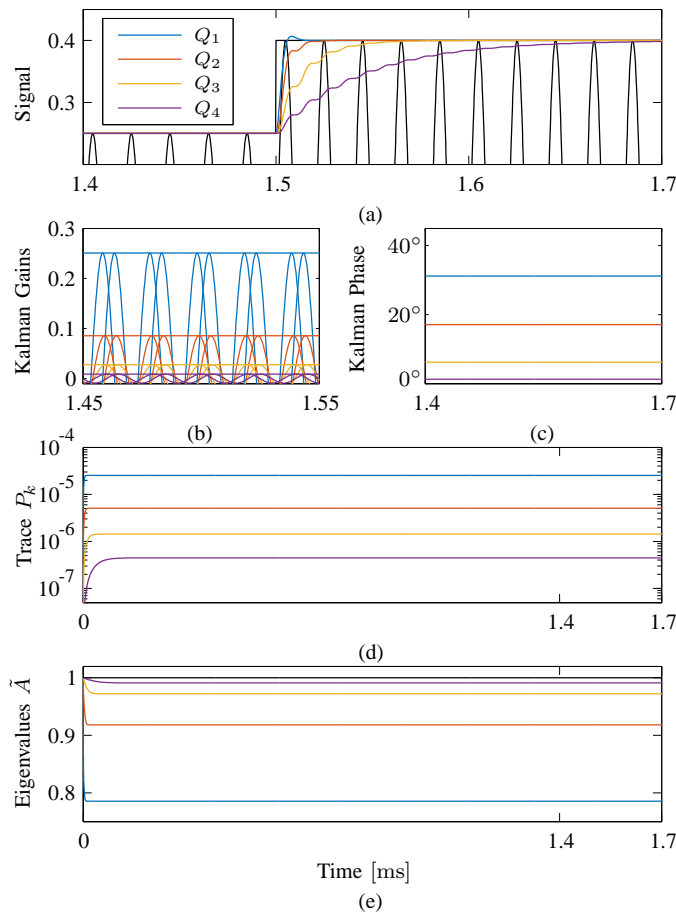 Q1
Q2
Q3
Q4
Signal
0.4
0.3
1.4
1.5
1.6
1.7
(a)
Kalman Gains
0.3
0.2
0.1
0
1.45
1.55
(b)
Kalman Phase
40°
20°
0°
1.4
1.7
(c)
Trace P_k
10^-4
10^-5
10^-6
10^-7
0
1.4
1.7
(d)
Eigenvalues Ã
1
0.9
0.8
0
1.4
1.7
Time [ms]
(e)